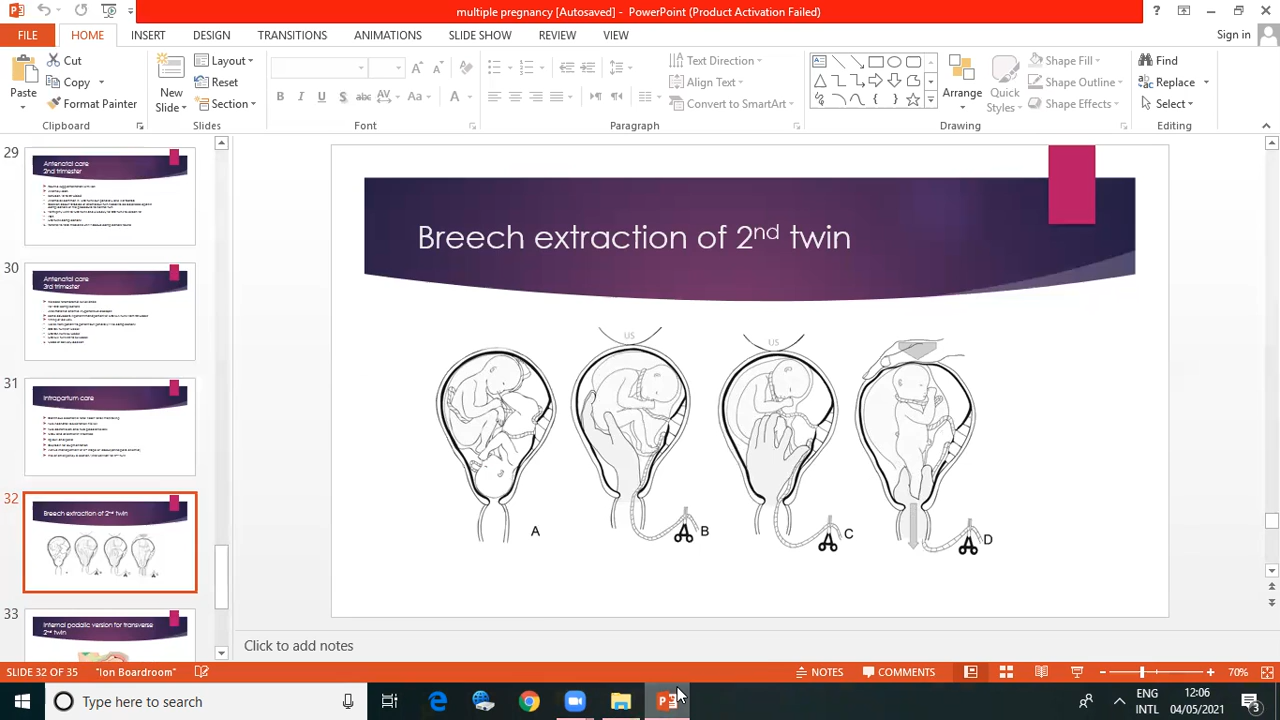 multiple pregnancy [Autosaved] - PowerPoint (Product Activation Failed)
FILE HOME INSERT DESIGN TRANSITIONS ANIMATIONS SLIDE SHOW REVIEW VIEW Sign in
Paste
Cut
Copy
Format Painter
Clipboard
New Slide
Layout
Reset
Section
Slides
Font
Text Direction
Align Text
Convert to SmartArt
Paragraph
Arrange
Quick Styles
Shape Fill
Shape Outline
Shape Effects
Drawing
Find
Replace
Select
Editing
29
Antenatal care
2nd trimester
30
Antenatal care
3rd trimester
31
Intrapartum care
32
Breech extraction of 2nd twin
33
Internal podalic version for transverse
2nd twin
Breech extraction of 2nd twin
US
US
A
B
C
D
Click to add notes
SLIDE 32 OF 35 "Ion Boardroom" NOTES COMMENTS 70%
Type here to search
ENG
INTL
12:06
04/05/2021
3